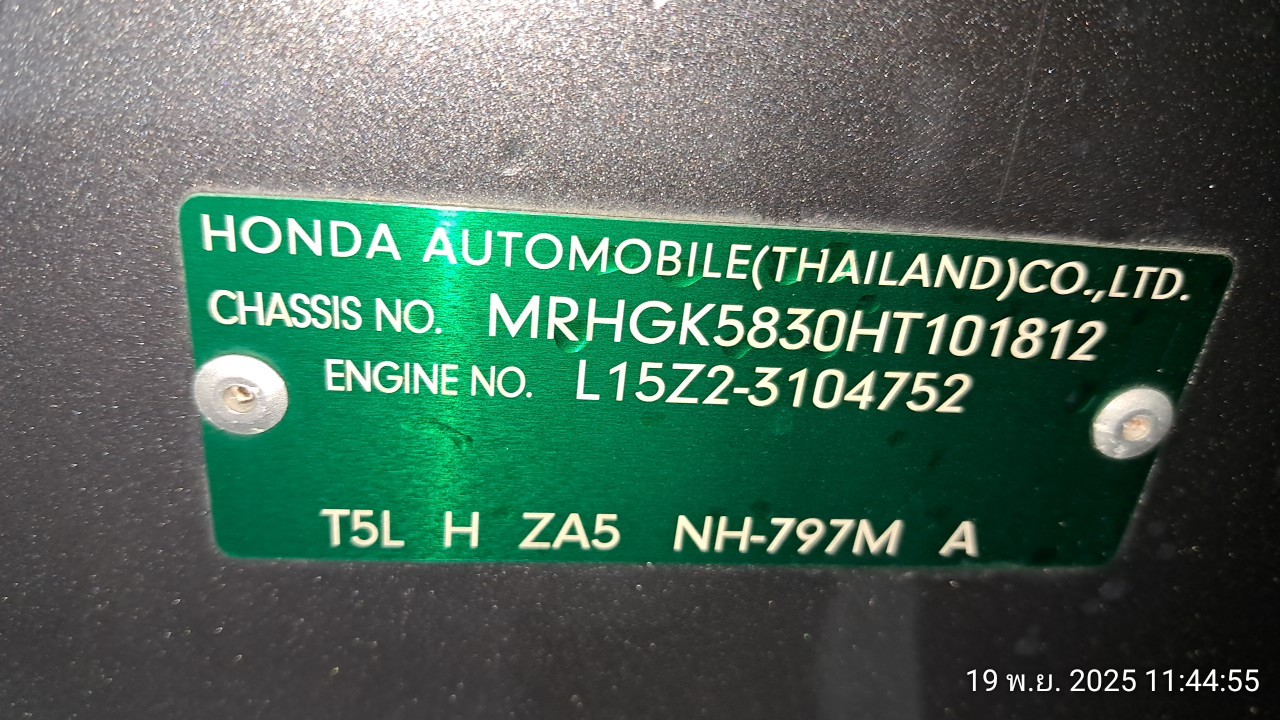 HONDA AUTOMOBILE(THAILAND)CO.,LTD.
CHASSIS NO. MRHGK5830HT101812
ENGINE NO. L15Z2-3104752
T5L H ZA5 NH-797M A
19 พ.ย. 2025 11:44:55